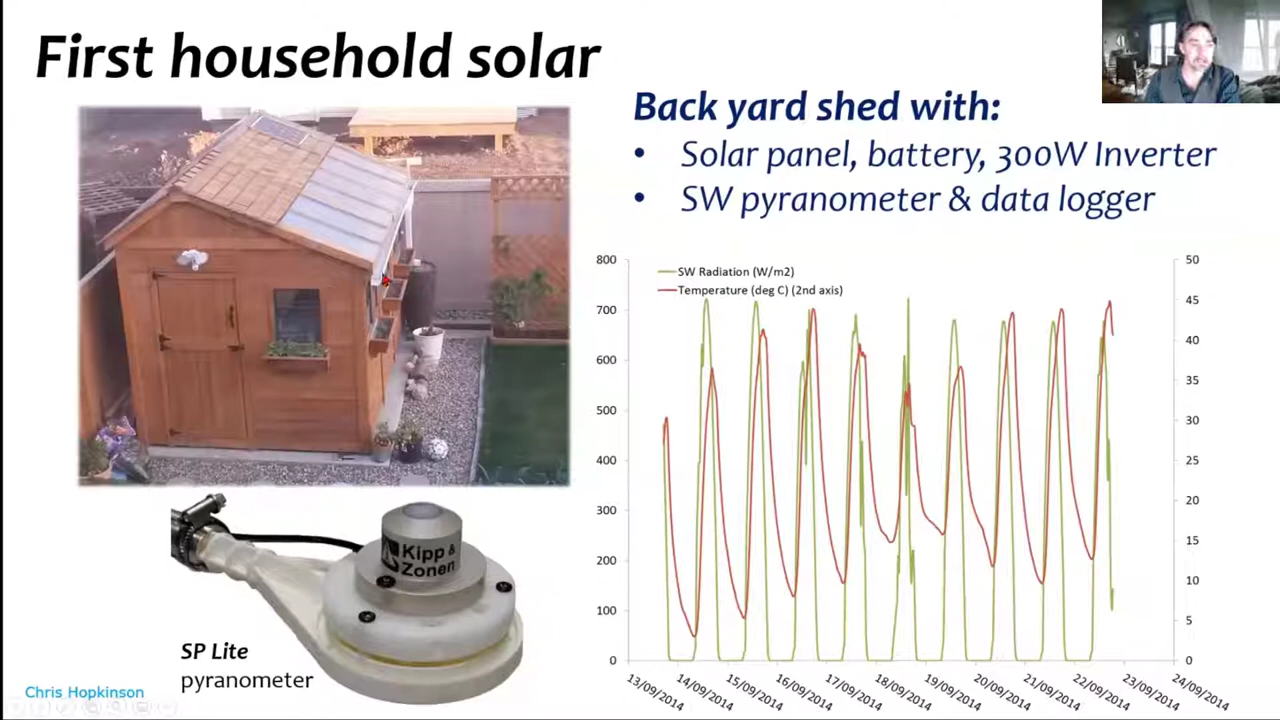 First household solar
Back yard shed with:
• Solar panel, battery, 300W Inverter
• SW pyranometer & data logger
SW Radiation (W/m2)
Temperature (deg C) (2nd axis)
800
700
600
500
400
300
200
100
0
50
45
40
35
30
25
20
15
10
5
0
13/09/2014
14/09/2014
15/09/2014
16/09/2014
17/09/2014
18/09/2014
19/09/2014
20/09/2014
21/09/2014
22/09/2014
23/09/2014
24/09/2014
Kipp &
Zonen
SP Lite
pyranometer
Chris Hopkinson